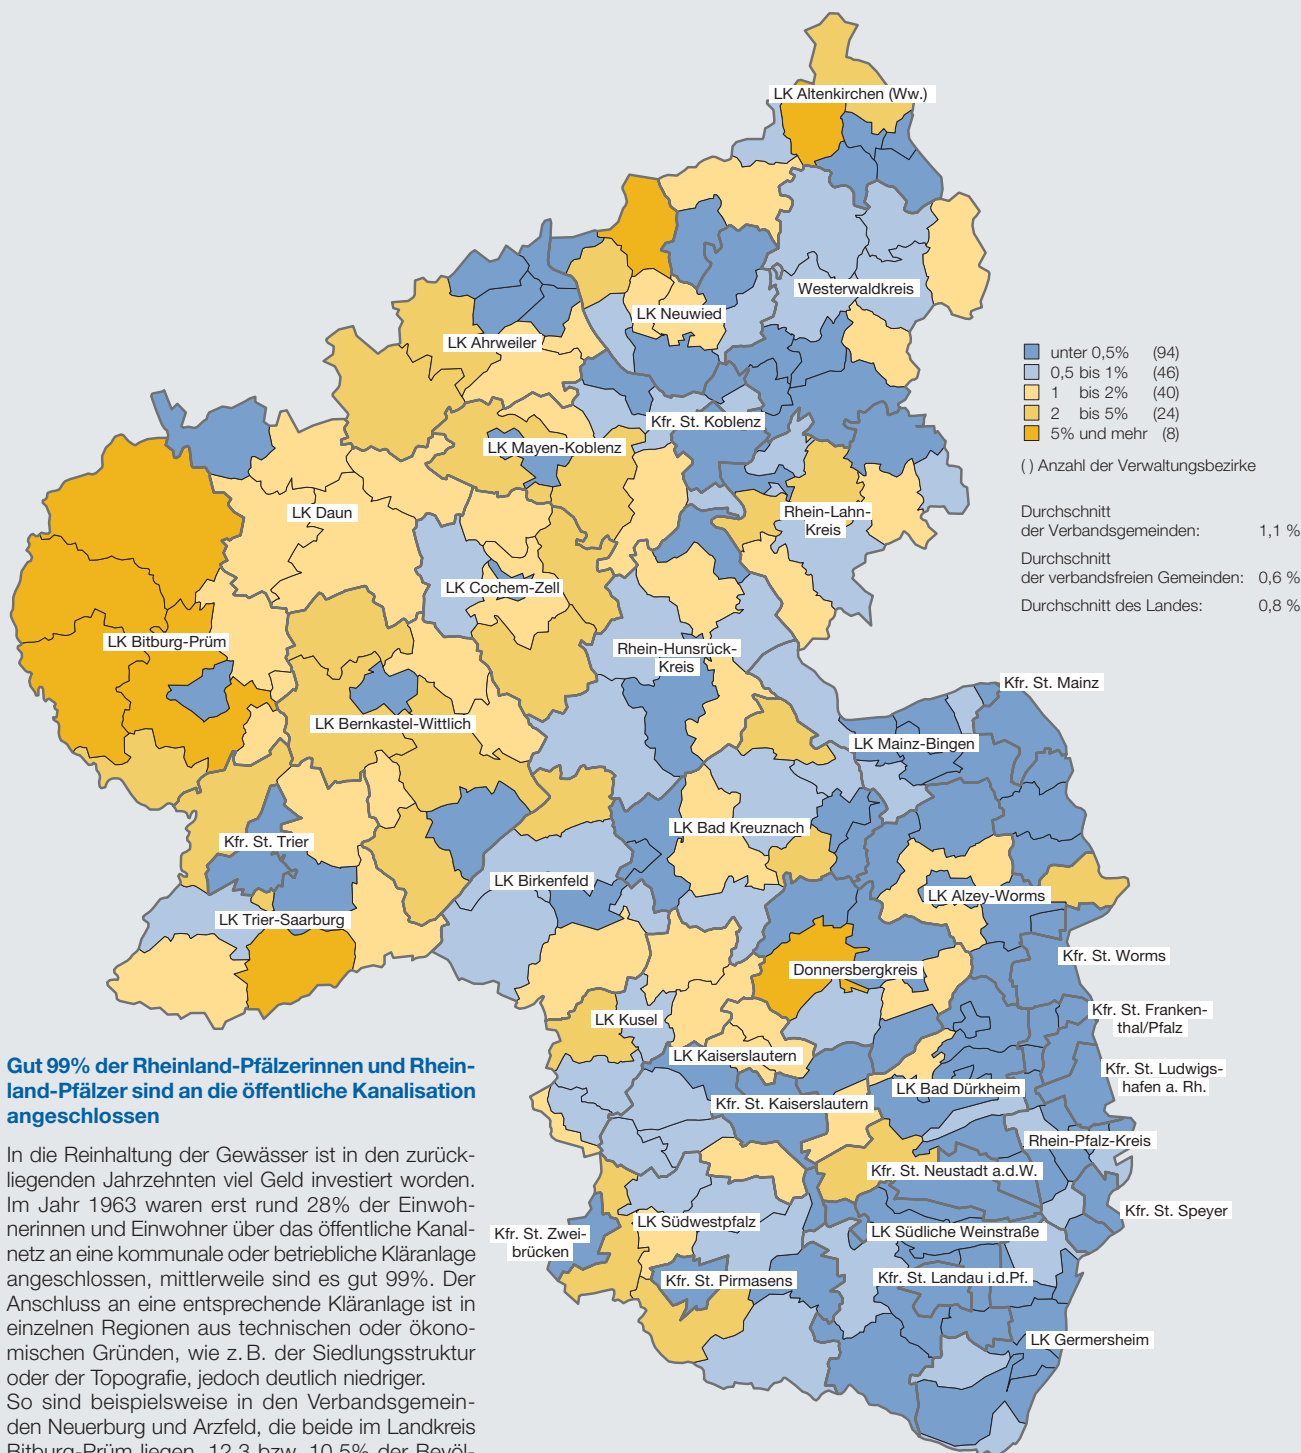 LK Altenkirchen (Ww.)
Westerwaldkreis
LK Neuwied
LK Ahrweiler
Kfr. St. Koblenz
LK Mayen-Koblenz
LK Daun
Rhein-Lahn-
Kreis
LK Cochem-Zell
LK Bitburg-Prüm
Rhein-Hunsrück-
Kreis
Kfr. St. Mainz
LK Bernkastel-Wittlich
LK Mainz-Bingen
LK Bad Kreuznach
Kfr. St. Trier
LK Birkenfeld
LK Alzey-Worms
LK Trier-Saarburg
Kfr. St. Worms
Donnersbergkreis
Kfr. St. Franken-
thal/Pfalz
LK Kusel
LK Kaiserslautern
Kfr. St. Ludwigs-
hafen a. Rh.
LK Bad Dürkheim
Kfr. St. Kaiserslautern
Rhein-Pfalz-Kreis
Kfr. St. Neustadt a.d.W.
Kfr. St. Speyer
LK Südwestpfalz
LK Südliche Weinstraße
Kfr. St. Zwei-
brücken
Kfr. St. Pirmasens
Kfr. St. Landau i.d.Pf.
LK Germersheim
unter 0,5% (94)
0,5 bis 1% (46)
1 bis 2% (40)
2 bis 5% (24)
5% und mehr (8)
( ) Anzahl der Verwaltungsbezirke
Durchschnitt
der Verbandsgemeinden: 1,1 %
Durchschnitt
der verbandsfreien Gemeinden: 0,6 %
Durchschnitt des Landes: 0,8 %
Gut 99% der Rheinland-Pfälzerinnen und Rhein-
land-Pfälzer sind an die öffentliche Kanalisation
angeschlossen
In die Reinhaltung der Gewässer ist in den zurück-
liegenden Jahrzehnten viel Geld investiert worden.
Im Jahr 1963 waren erst rund 28% der Einwoh-
nerinnen und Einwohner über das öffentliche Kanal-
netz an eine kommunale oder betriebliche Kläranlage
angeschlossen, mittlerweile sind es gut 99%. Der
Anschluss an eine entsprechende Kläranlage ist in
einzelnen Regionen aus technischen oder ökono-
mischen Gründen, wie z.B. der Siedlungsstruktur
oder der Topografie, jedoch deutlich niedriger.
So sind beispielsweise in den Verbandsgemein-
den Neuerburg und Arzfeld, die beide im Landkreis
Bitburg-Prüm liegen, 12,3 bzw. 10,5% der Bevöl-